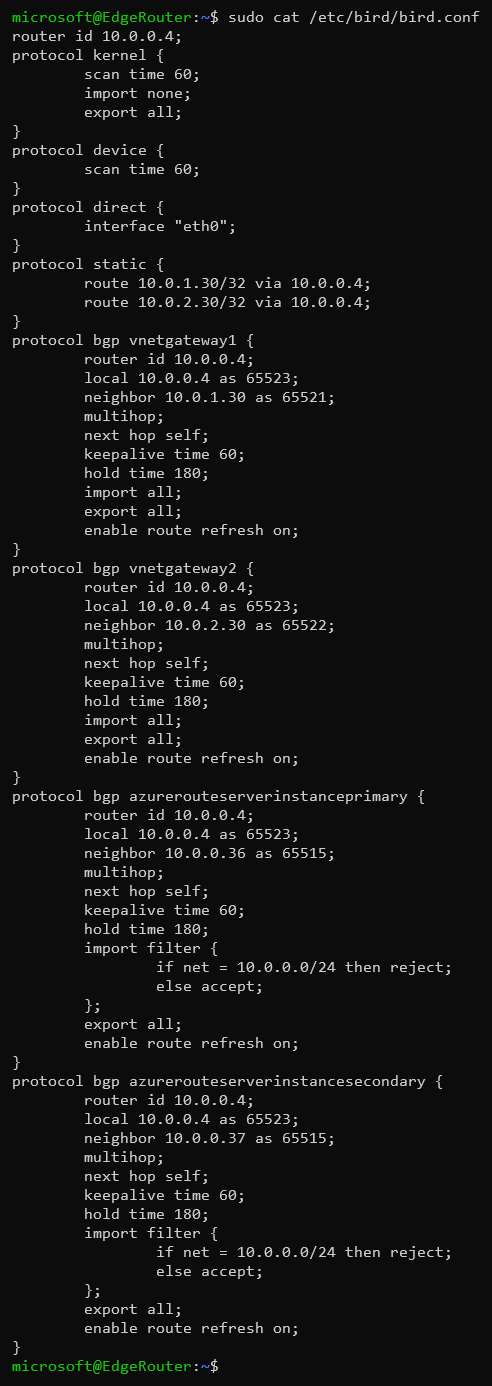 microsoft@EdgeRouter:~$ sudo cat /etc/bird/bird.conf
router id 10.0.0.4;
protocol kernel {
        scan time 60;
        import none;
        export all;
}
protocol device {
        scan time 60;
}
protocol direct {
        interface "eth0";
}
protocol static {
        route 10.0.1.30/32 via 10.0.0.4;
        route 10.0.2.30/32 via 10.0.0.4;
}
protocol bgp vnetgateway1 {
        router id 10.0.0.4;
        local 10.0.0.4 as 65523;
        neighbor 10.0.1.30 as 65521;
        multihop;
        next hop self;
        keepalive time 60;
        hold time 180;
        import all;
        export all;
        enable route refresh on;
}
protocol bgp vnetgateway2 {
        router id 10.0.0.4;
        local 10.0.0.4 as 65523;
        neighbor 10.0.2.30 as 65522;
        multihop;
        next hop self;
        keepalive time 60;
        hold time 180;
        import all;
        export all;
        enable route refresh on;
}
protocol bgp azurerouteserverinstanceprimary {
        router id 10.0.0.4;
        local 10.0.0.4 as 65523;
        neighbor 10.0.0.36 as 65515;
        multihop;
        next hop self;
        keepalive time 60;
        hold time 180;
        import filter {
                if net = 10.0.0.0/24 then reject;
                else accept;
        };
        export all;
        enable route refresh on;
}
protocol bgp azurerouteserverinstancesecondary {
        router id 10.0.0.4;
        local 10.0.0.4 as 65523;
        neighbor 10.0.0.37 as 65515;
        multihop;
        next hop self;
        keepalive time 60;
        hold time 180;
        import filter {
                if net = 10.0.0.0/24 then reject;
                else accept;
        };
        export all;
        enable route refresh on;
}
microsoft@EdgeRouter:~$